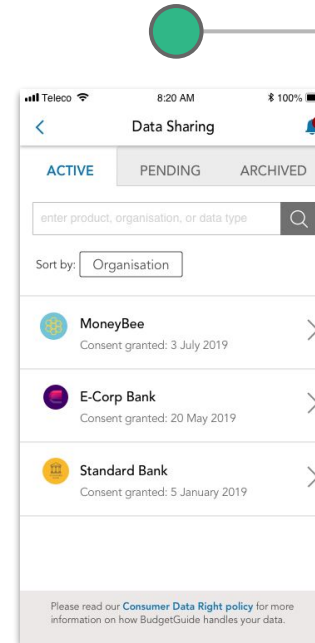 Teleco 8:20 AM 100%
Data Sharing
ACTIVE PENDING ARCHIVED
enter product, organisation, or data type
Sort by: Organisation
MoneyBee
Consent granted: 3 July 2019
E-Corp Bank
Consent granted: 20 May 2019
Standard Bank
Consent granted: 5 January 2019
Please read our Consumer Data Right policy for more
information on how BudgetGuide handles your data.